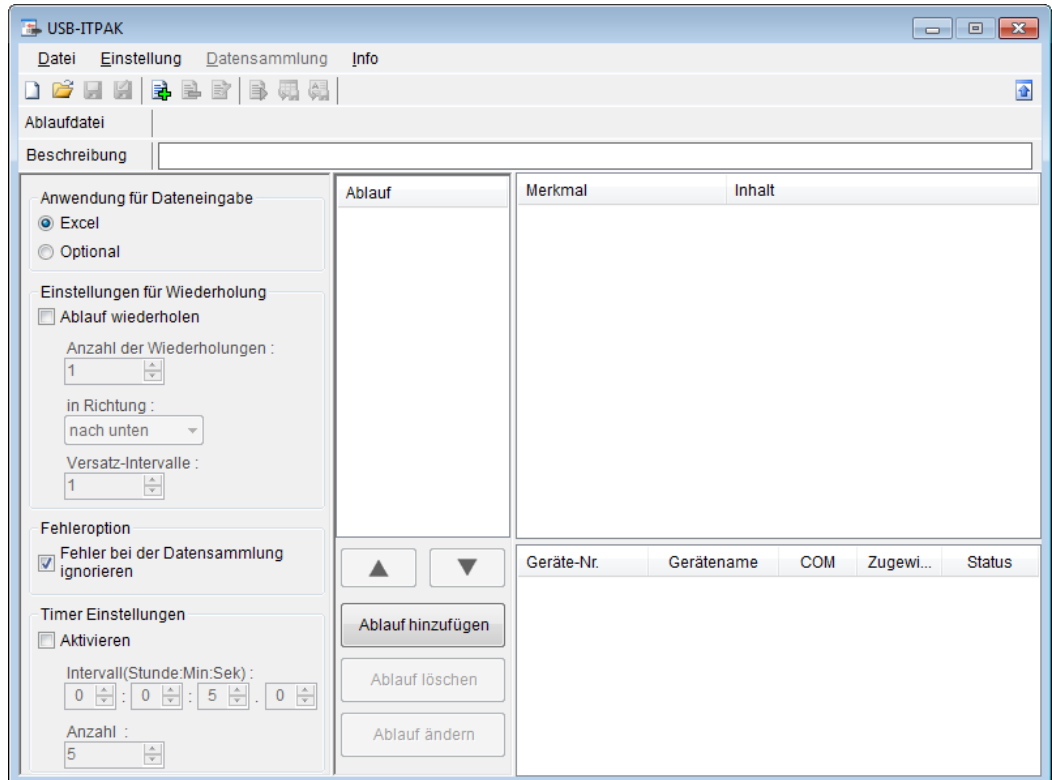 USB-ITPAK
Datei Einstellung Datensammlung Info
Ablaufdatei
Beschreibung
Anwendung für Dateneingabe
Excel
Optional
Einstellungen für Wiederholung
Ablauf wiederholen
Anzahl der Wiederholungen :
1
in Richtung :
nach unten
Versatz-Intervalle :
1
Fehleroption
Fehler bei der Datensammlung
ignorieren
Timer Einstellungen
Aktivieren
Intervall(Stunde:Min:Sek) :
0 : 0 : 5 . 0
Anzahl :
5
Ablauf
Ablauf hinzufügen
Ablauf löschen
Ablauf ändern
Merkmal Inhalt
Geräte-Nr. Gerätename COM Zugewi... Status